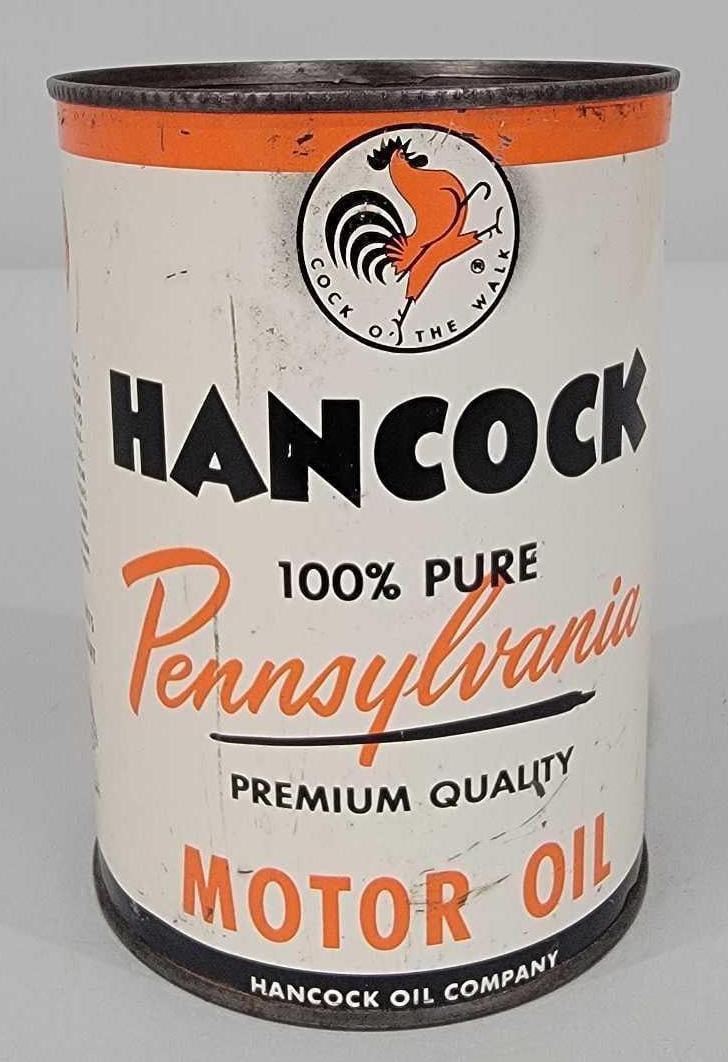 COCK O' THE WALK
®
HANCOCK
100% PURE
Pennsylvania
PREMIUM QUALITY
MOTOR OIL
HANCOCK OIL COMPANY